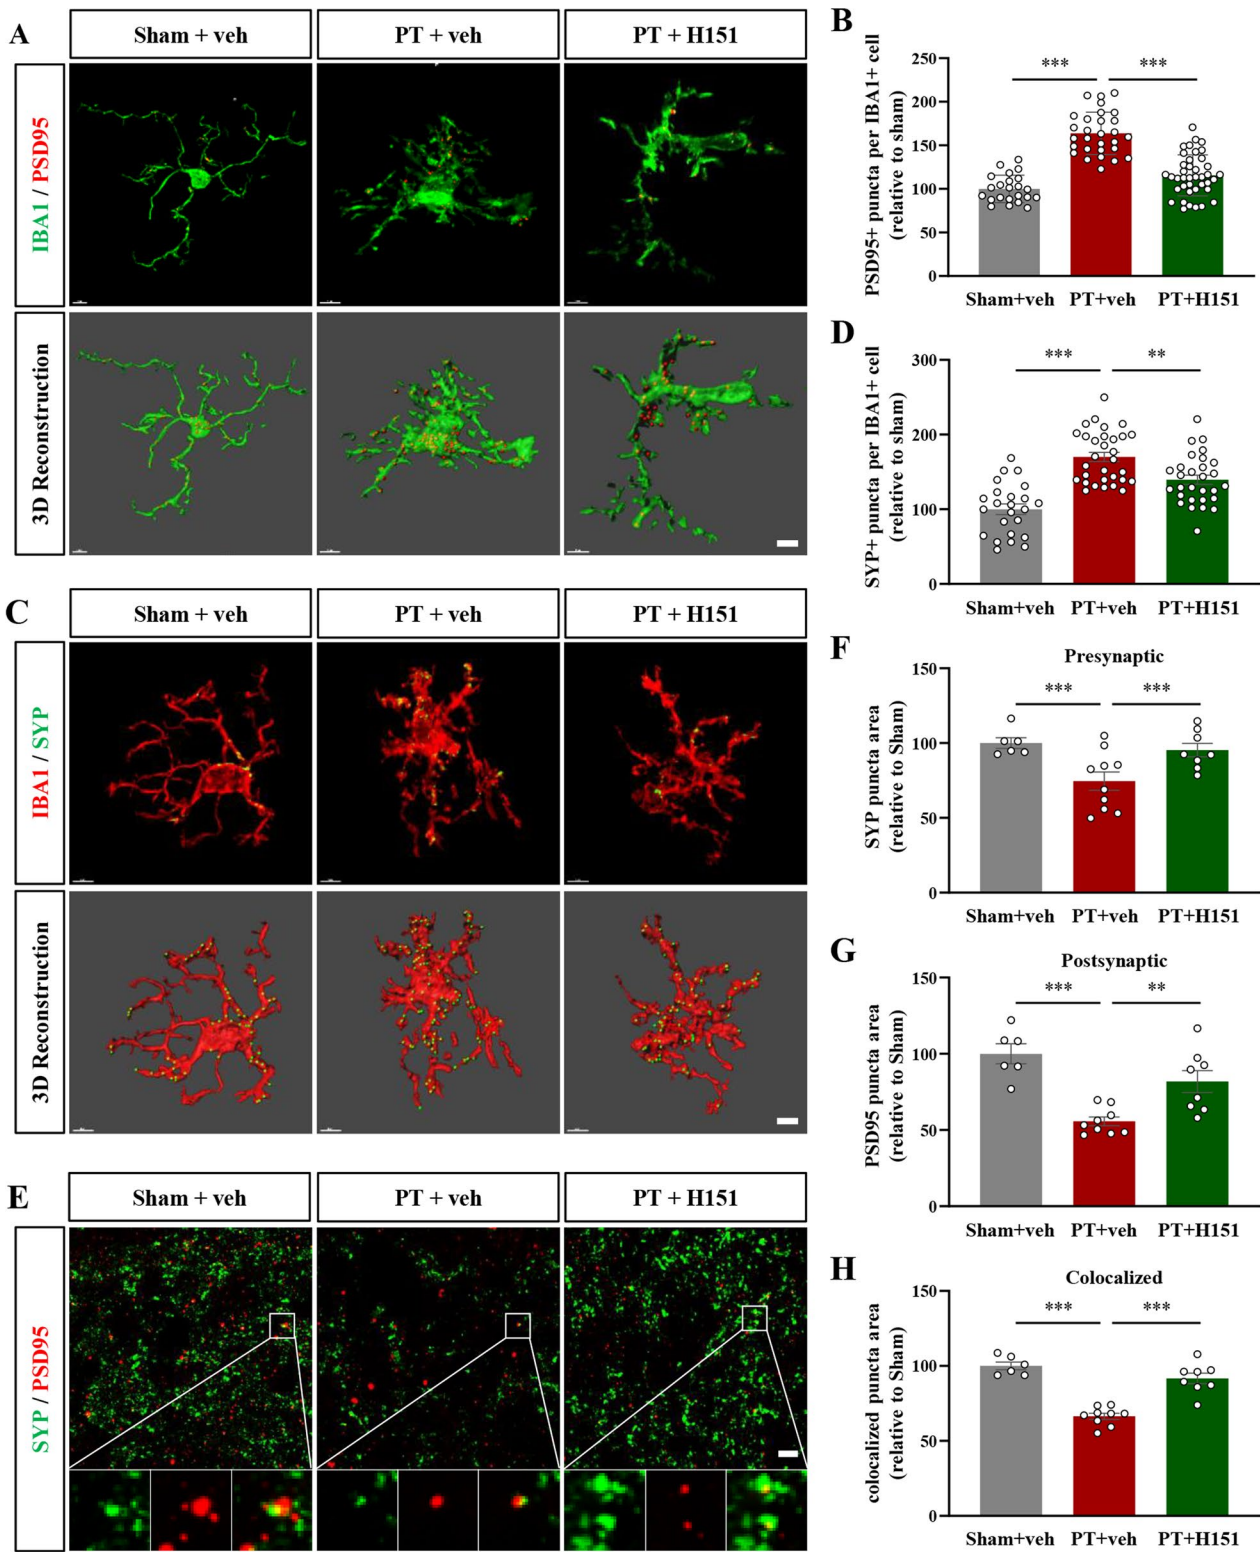 A
Sham + veh
PT + veh
PT + H151
IBA1 / PSD95
3D Reconstruction
B
PSD95+ puncta per IBA1+ cell
(relative to sham)
250
200
150
100
50
0
***
***
Sham+veh
PT+veh
PT+H151
C
Sham + veh
PT + veh
PT + H151
IBA1 / SYP
3D Reconstruction
D
SYP+ puncta per IBA1+ cell
(relative to sham)
300
200
100
0
***
**
Sham+veh
PT+veh
PT+H151
E
Sham + veh
PT + veh
PT + H151
SYP / PSD95
F
Presynaptic
SYP puncta area
(relative to Sham)
150
100
50
0
***
***
Sham+veh
PT+veh
PT+H151
G
Postsynaptic
PSD95 puncta area
(relative to Sham)
150
100
50
0
***
**
Sham+veh
PT+veh
PT+H151
H
Colocalized
colocalized puncta area
(relative to Sham)
150
100
50
0
***
***
Sham+veh
PT+veh
PT+H151